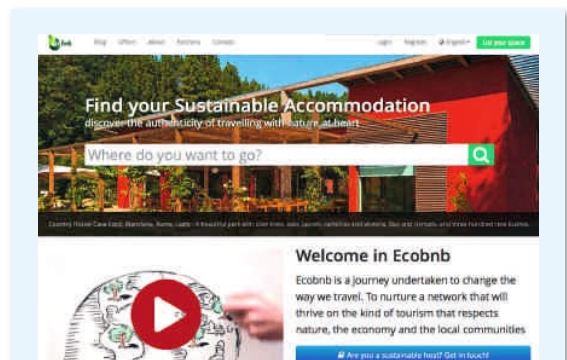 Blog Offers About Partners Contact
Login Register English List your space
Find your Sustainable Accommodation
discover the authenticity of travelling with nature at heart
Where do you want to go?
Welcome in Ecobnb
Ecobnb is a journey undertaken to change the
way we travel. To nurture a network that will
thrive on the kind of tourism that respects
nature, the economy and the local communities
Are you a sustainable host? Get in touch!